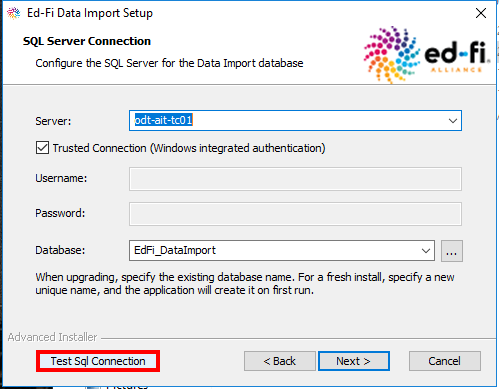 Ed-Fi Data Import Setup
SQL Server Connection
Configure the SQL Server for the Data Import database
ed-fi
ALLIANCE
Server: odt-ait-tc01
Trusted Connection (Windows integrated authentication)
Username:
Password:
Database: EdFi_DataImport ...
When upgrading, specify the existing database name. For a fresh install, specify a new
unique name, and the application will create it on first run.
Advanced Installer
Test Sql Connection < Back Next > Cancel
Pictures